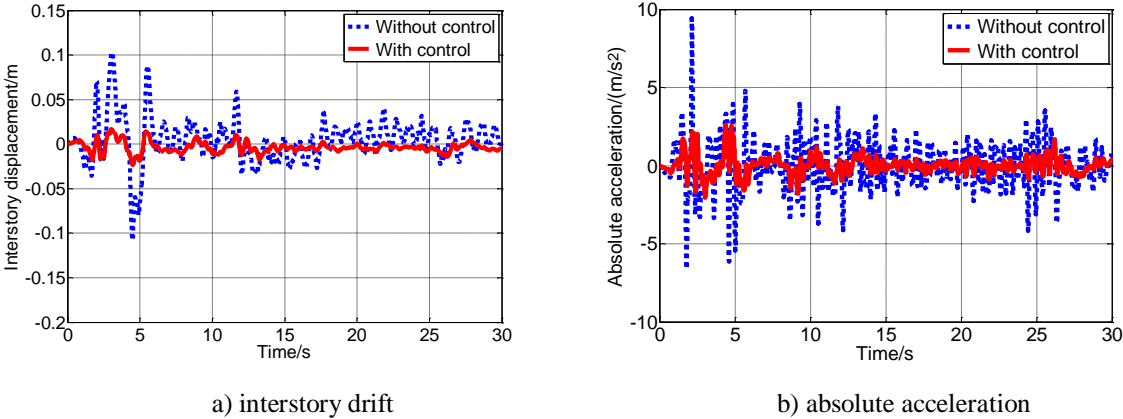 0.15
0.1
0.05
0
-0.05
-0.1
-0.15
-0.2
Interstory displacement/m
Without control
With control
0 5 10 15 20 25 30
Time/s
a) interstory drift
10
5
0
-5
-10
Absolute acceleration/(m/s2)
Without control
With control
0 5 10 15 20 25 30
Time/s
b) absolute acceleration